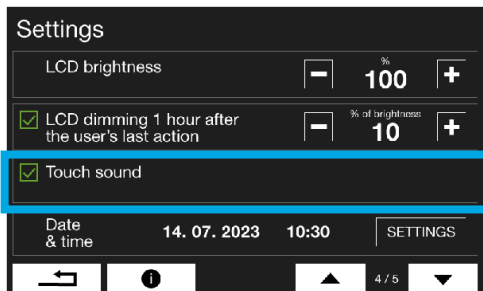 Settings
LCD brightness
%
− 100 +
LCD dimming 1 hour after
the user's last action
% of brightness
− 10 +
Touch sound
Date
& time
14. 07. 2023 10:30 SETTINGS
4 / 5